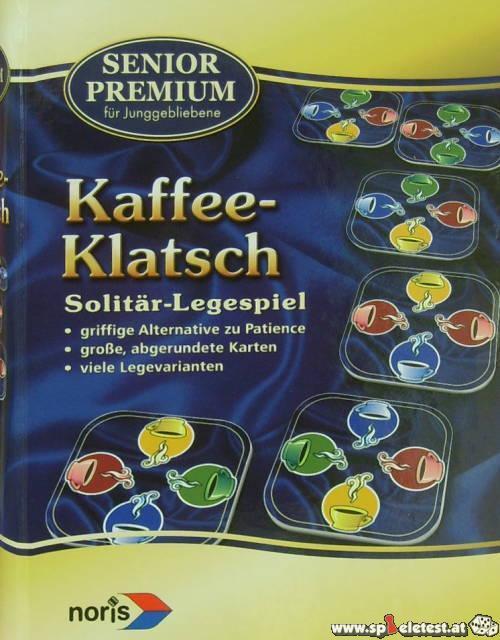 SENIOR
PREMIUM
für Junggebliebene
Kaffee-
Klatsch
Solitär-Legespiel
• griffige Alternative zu Patience
• große, abgerundete Karten
• viele Legevarianten
noris
www.spieletest.at